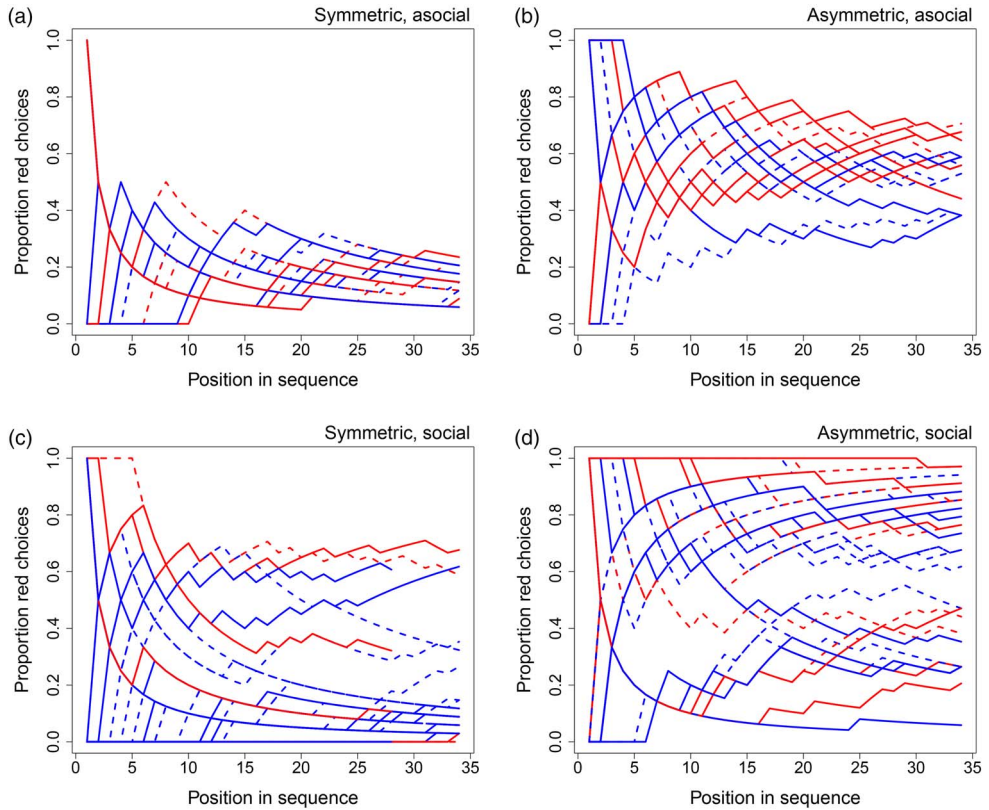 (a)
Symmetric, asocial
1.0
0.8
0.6
0.4
0.2
0.0
Proportion red choices
0 5 10 15 20 25 30 35
Position in sequence
(b)
Asymmetric, asocial
1.0
0.8
0.6
0.4
0.2
0.0
Proportion red choices
0 5 10 15 20 25 30 35
Position in sequence
(c)
Symmetric, social
1.0
0.8
0.6
0.4
0.2
0.0
Proportion red choices
0 5 10 15 20 25 30 35
Position in sequence
(d)
Asymmetric, social
1.0
0.8
0.6
0.4
0.2
0.0
Proportion red choices
0 5 10 15 20 25 30 35
Position in sequence